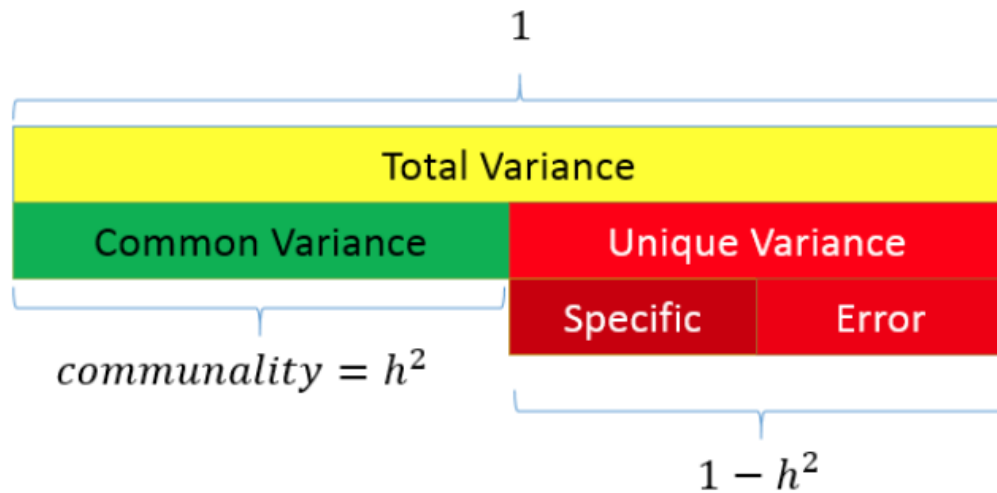 1
Total Variance
Common Variance
Unique Variance
Specific
Error
communality = h²
1 − h²